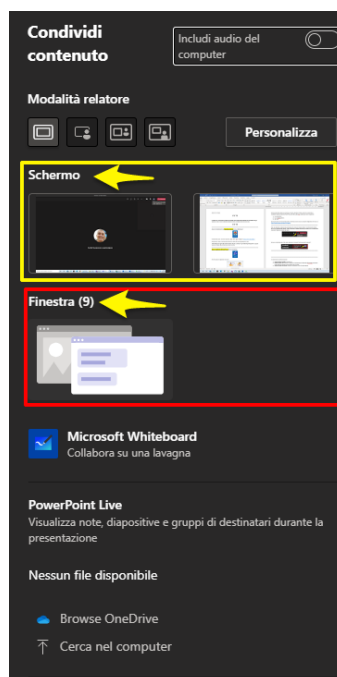 Condividi
contenuto
Includi audio del
computer
Modalità relatore
Personalizza
Schermo
Finestra (9)
Microsoft Whiteboard
Collabora su una lavagna
PowerPoint Live
Visualizza note, diapositive e gruppi di destinatari durante la
presentazione
Nessun file disponibile
Browse OneDrive
Cerca nel computer